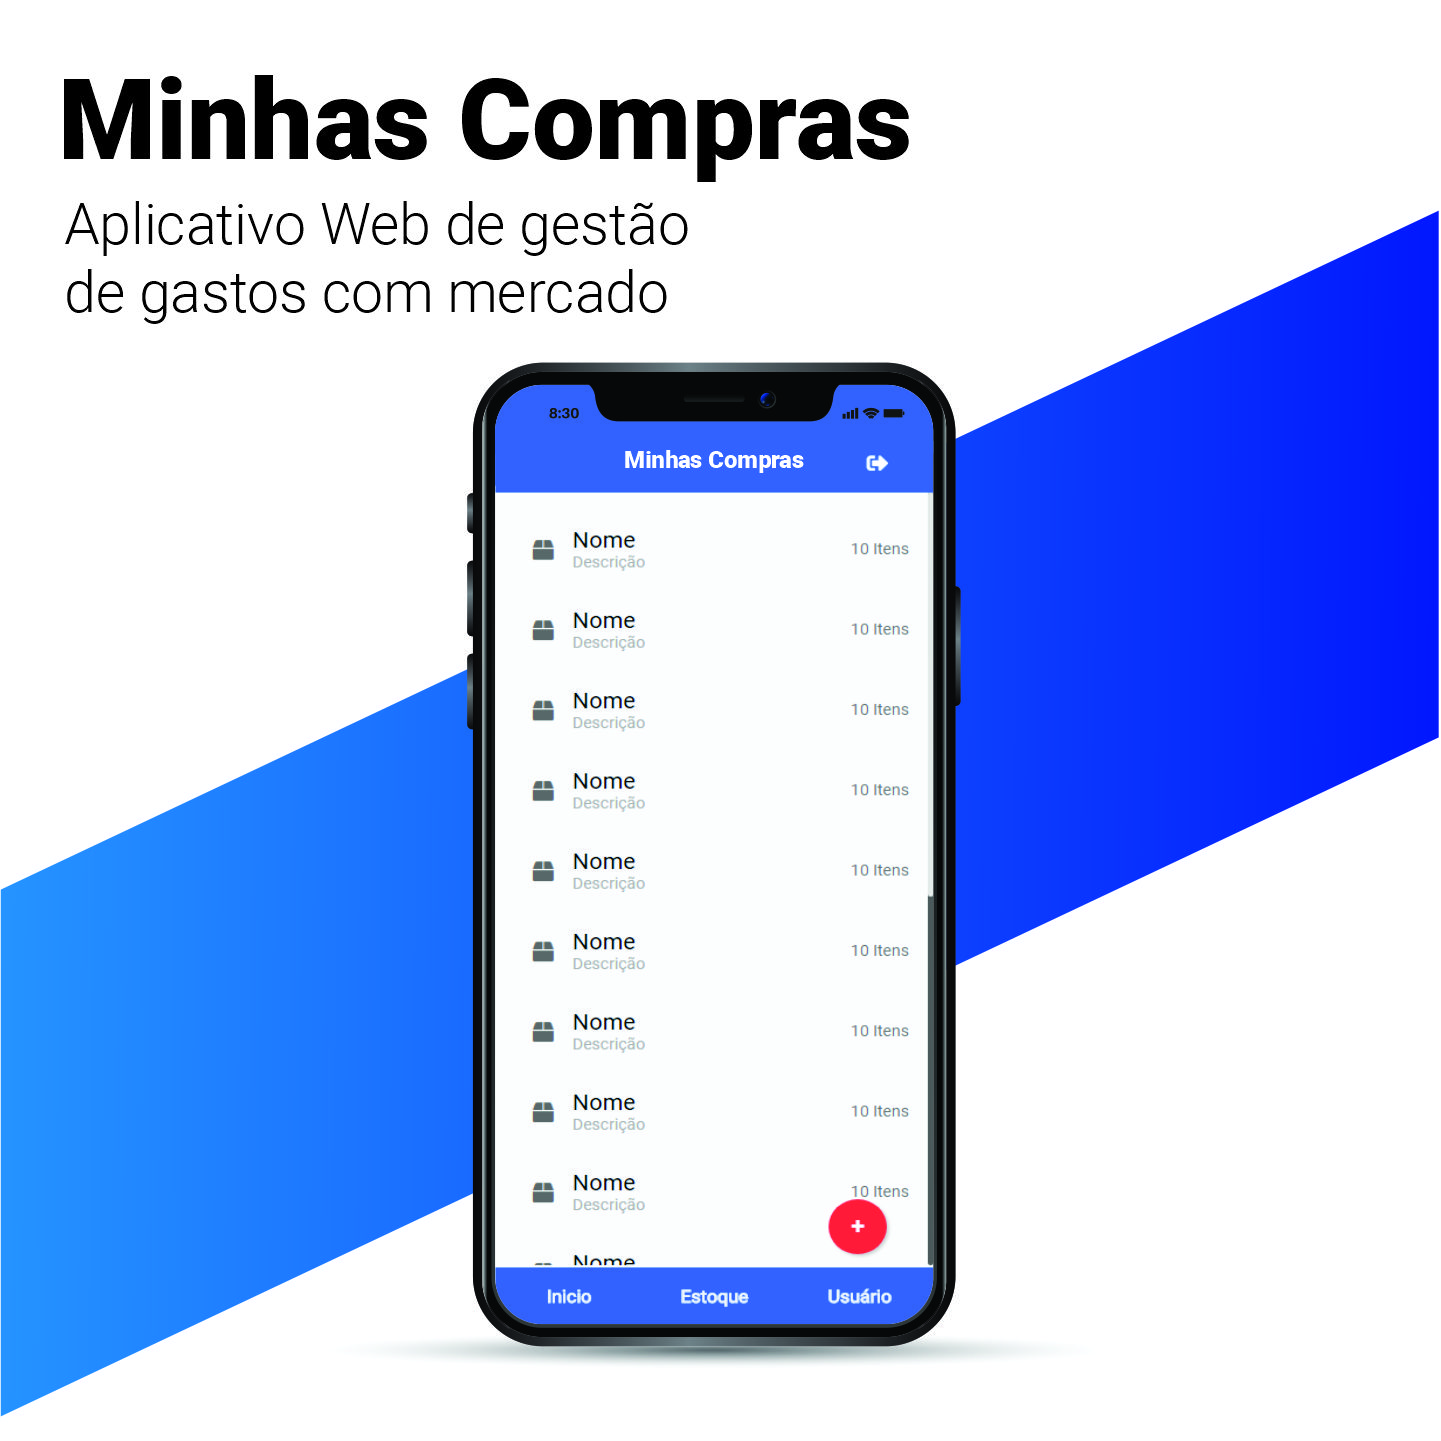 Minhas Compras
Aplicativo Web de gestão
de gastos com mercado
8:30
Minhas Compras
Nome
Descrição
10 Itens
Nome
Descrição
10 Itens
Nome
Descrição
10 Itens
Nome
Descrição
10 Itens
Nome
Descrição
10 Itens
Nome
Descrição
10 Itens
Nome
Descrição
10 Itens
Nome
Descrição
10 Itens
Nome
Descrição
10 Itens
+
Nome
Inicio Estoque Usuário